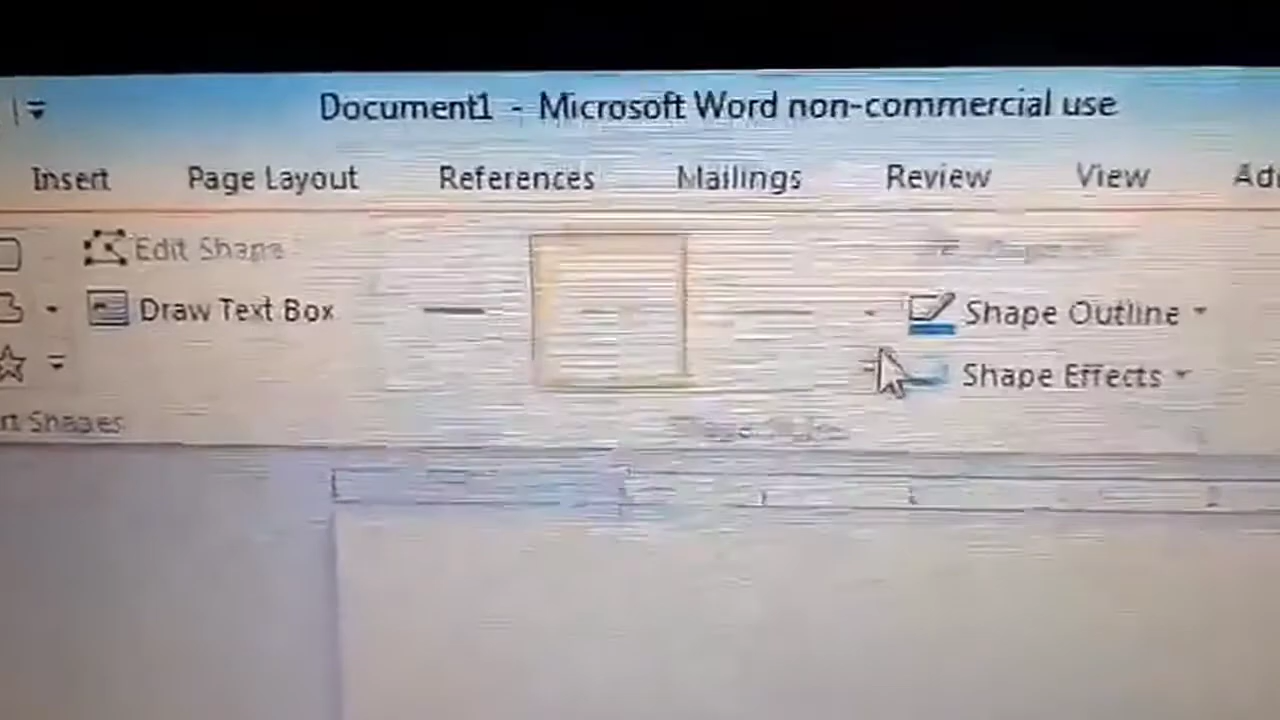 Document1 - Microsoft Word non-commercial use
Insert Page Layout References Mailings Review View
Edit Shape
Draw Text Box
Shape Outline
Shape Effects
Shapes